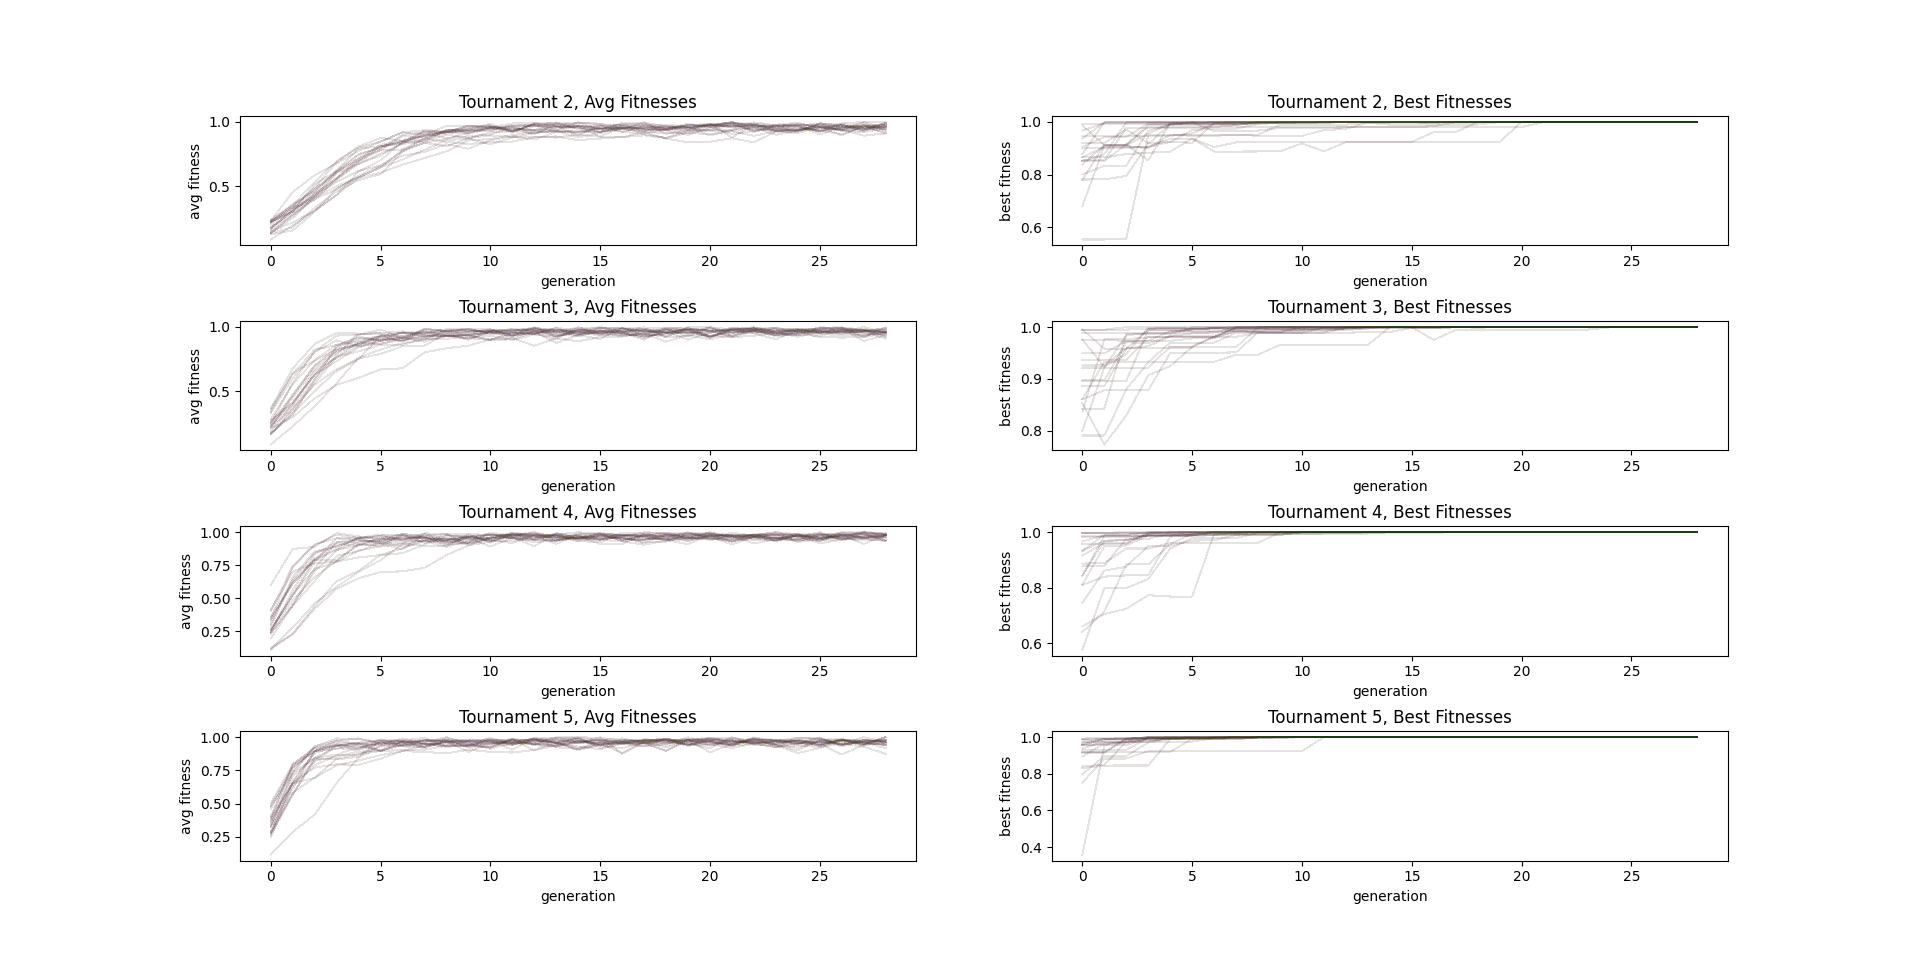 Tournament 2, Avg Fitnesses
1.0
0.5
avg fitness
0 5 10 15 20 25
generation
Tournament 2, Best Fitnesses
1.0
0.8
0.6
best fitness
0 5 10 15 20 25
generation
Tournament 3, Avg Fitnesses
1.0
0.5
avg fitness
0 5 10 15 20 25
generation
Tournament 3, Best Fitnesses
1.0
0.9
0.8
best fitness
0 5 10 15 20 25
generation
Tournament 4, Avg Fitnesses
1.00
0.75
0.50
0.25
avg fitness
0 5 10 15 20 25
generation
Tournament 4, Best Fitnesses
1.0
0.8
0.6
best fitness
0 5 10 15 20 25
generation
Tournament 5, Avg Fitnesses
1.00
0.75
0.50
0.25
avg fitness
0 5 10 15 20 25
generation
Tournament 5, Best Fitnesses
1.0
0.8
0.6
0.4
best fitness
0 5 10 15 20 25
generation